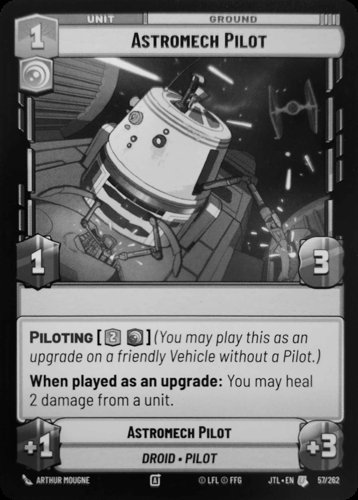 UNIT GROUND
1 ASTROMECH PILOT
1 3
PILOTING [2] (You may play this as an
upgrade on a friendly Vehicle without a Pilot.)
When played as an upgrade: You may heal
2 damage from a unit.
+1 ASTROMECH PILOT +3
DROID • PILOT
ARTHUR MOUGNE A1 © LFL © FFG JTL • EN 57/262